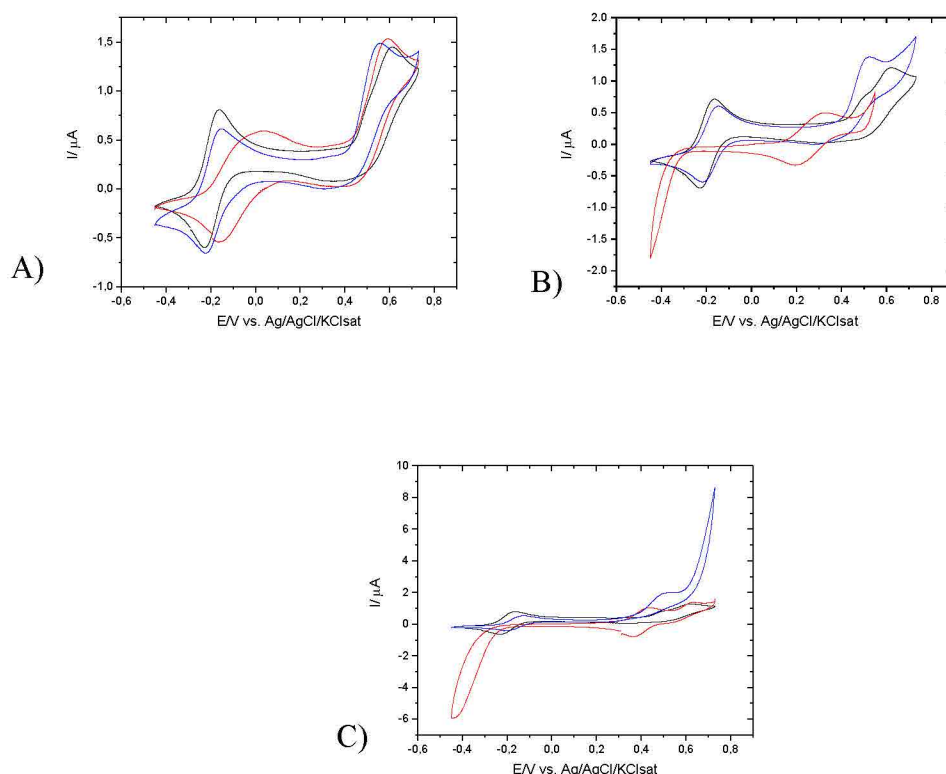 1,5
1,0
0,5
0,0
-0,5
-1,0
I/ μA
-0,6 -0,4 -0,2 0,0 0,2 0,4 0,6 0,8
E/V vs. Ag/AgCl/KClsat
A)
2.0
1.5
1.0
0.5
0.0
-0.5
-1.0
-1.5
-2.0
I/ μA
-0.6 -0.4 -0.2 0.0 0.2 0.4 0.6 0.8
E/V vs. Ag/AgCl/KClsat
B)
10
8
6
4
2
0
-2
-4
-6
I/ μA
-0,6 -0,4 -0,2 0,0 0,2 0,4 0,6 0,8
E/V vs. Ag/AgCl/KClsat
C)